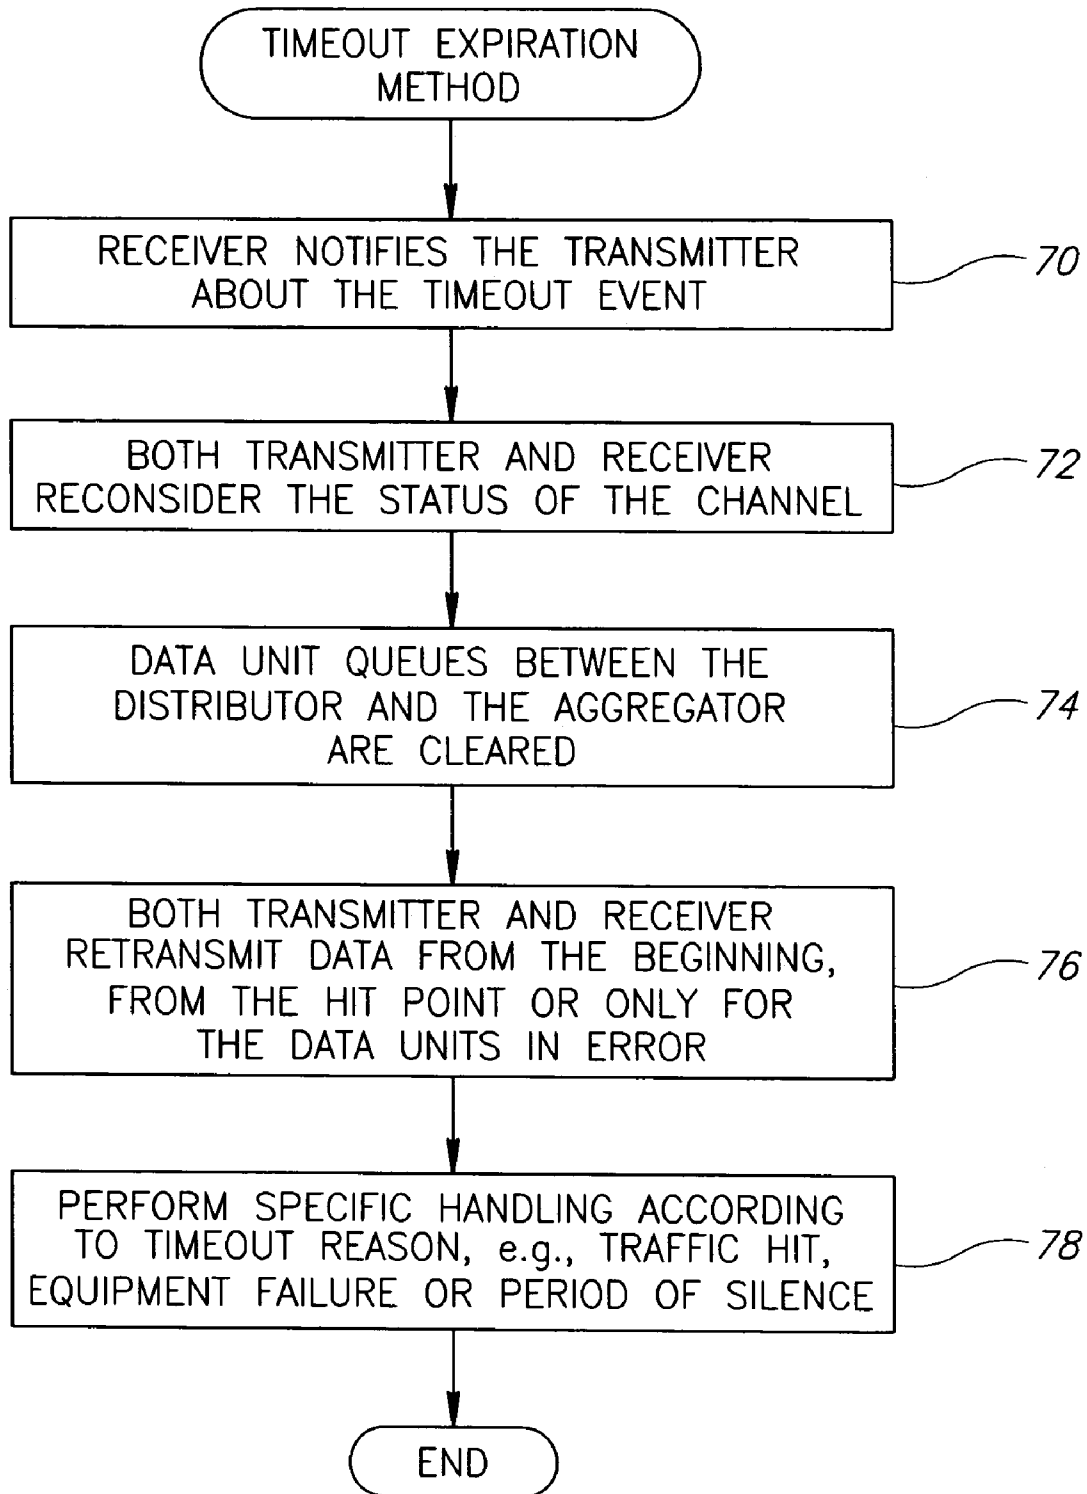 TIMEOUT EXPIRATION
METHOD
RECEIVER NOTIFIES THE TRANSMITTER
ABOUT THE TIMEOUT EVENT
70
BOTH TRANSMITTER AND RECEIVER
RECONSIDER THE STATUS OF THE CHANNEL
72
DATA UNIT QUEUES BETWEEN THE
DISTRIBUTOR AND THE AGGREGATOR
ARE CLEARED
74
BOTH TRANSMITTER AND RECEIVER
RETRANSMIT DATA FROM THE BEGINNING,
FROM THE HIT POINT OR ONLY FOR
THE DATA UNITS IN ERROR
76
PERFORM SPECIFIC HANDLING ACCORDING
TO TIMEOUT REASON, e.g., TRAFFIC HIT,
EQUIPMENT FAILURE OR PERIOD OF SILENCE
78
END